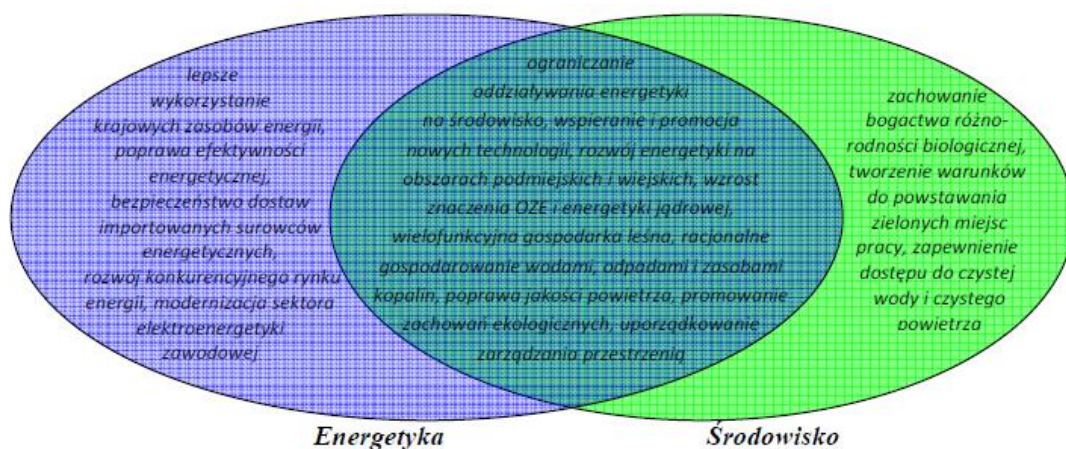 lepsze
wykorzystanie
krajowych zasobów energii,
poprawa efektywności
energetycznej,
bezpieczeństwo dostaw
importowanych surowców
energetycznych,
rozwój konkurencyjnego rynku
energii, modernizacja sektora
elektroenergetyki
zawodowej
ograniczanie
oddziaływania energetyki
na środowisko, wspieranie i promocja
nowych technologii, rozwój energetyki na
obszarach podmiejskich i wiejskich, wzrost
znaczenia OZE i energetyki jądrowej,
wielofunkcyjna gospodarka leśna, racjonalne
gospodarowanie wodami, odpadami i zasobami
kopalin, poprawa jakości powietrza, promowanie
zachowań ekologicznych, uporządkowanie
zarządzania przestrzenią
zachowanie
bogactwa różno-
rodności biologicznej,
tworzenie warunków
do powstawania
zielonych miejsc
pracy, zapewnienie
dostępu do czystej
wody i czystego
powietrza
Energetyka
Środowisko